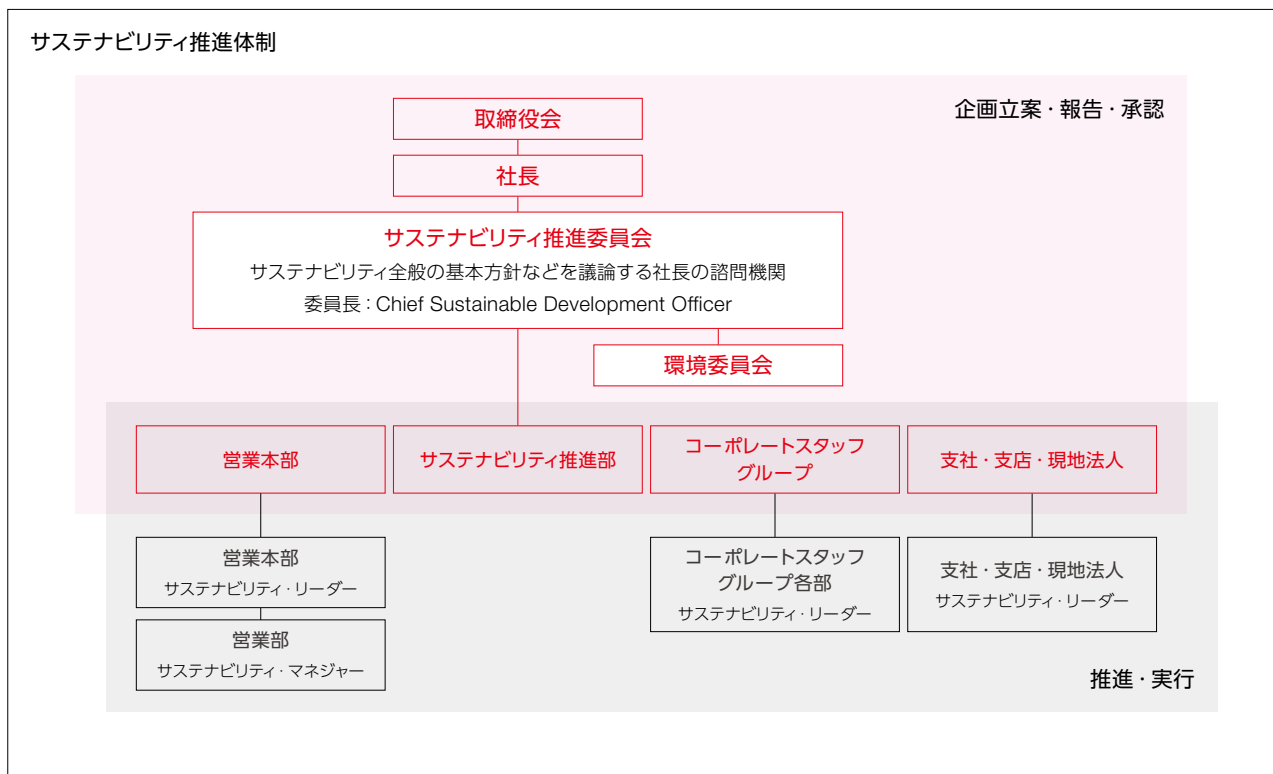 サステナビリティ推進体制
企画立案・報告・承認
取締役会
社長
サステナビリティ推進委員会
サステナビリティ全般の基本方針などを議論する社長の諮問機関
委員長：Chief Sustainable Development Officer
環境委員会
営業本部
サステナビリティ推進部
コーポレートスタッフ
グループ
支社・支店・現地法人
営業本部
サステナビリティ・リーダー
営業部
サステナビリティ・マネジャー
コーポレートスタッフ
グループ各部
サステナビリティ・リーダー
支社・支店・現地法人
サステナビリティ・リーダー
推進・実行